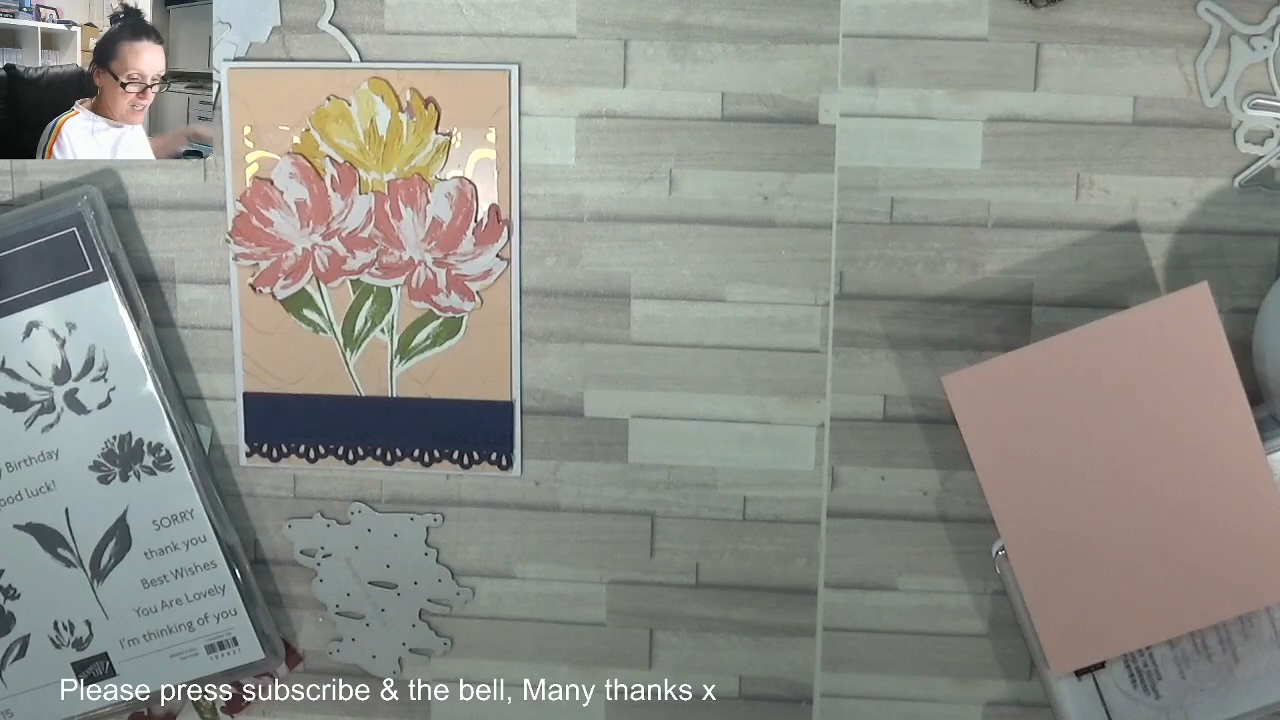 y Birthday
ood luck!
SORRY
thank you
Best Wishes
You Are Lovely
I'm thinking of you
15
Please press subscribe & the bell, Many thanks x